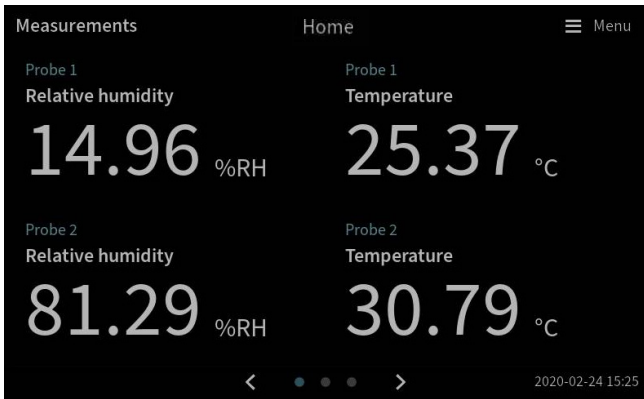 Measurements Home Menu
Probe 1 Probe 1
Relative humidity Temperature
14.96 %RH 25.37 °C
Probe 2 Probe 2
Relative humidity Temperature
81.29 %RH 30.79 °C
2020-02-24 15:25